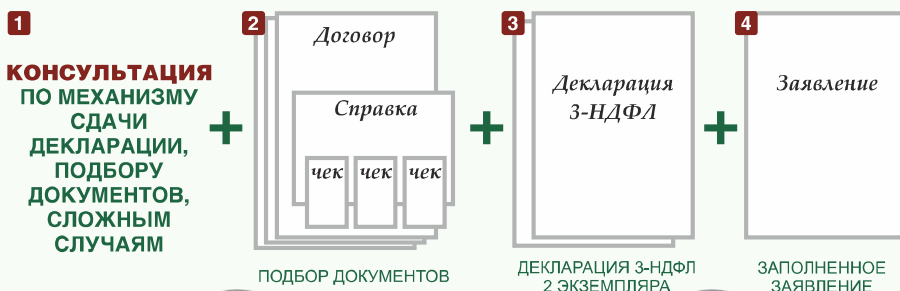 1
КОНСУЛЬТАЦИЯ
ПО МЕХАНИЗМУ
СДАЧИ
ДЕКЛАРАЦИИ,
ПОДБОРУ
ДОКУМЕНТОВ,
СЛОЖНЫМ
СЛУЧАЯМ
+
2
Договор
Справка
чек чек чек
ПОДБОР ДОКУМЕНТОВ
+
3
Декларация
3-НДФЛ
ДЕКЛАРАЦИЯ 3-НДФЛ
2 ЭКЗЕМПЛЯРА
+
4
Заявление
ЗАПОЛНЕННОЕ
ЗАЯВЛЕНИЕ